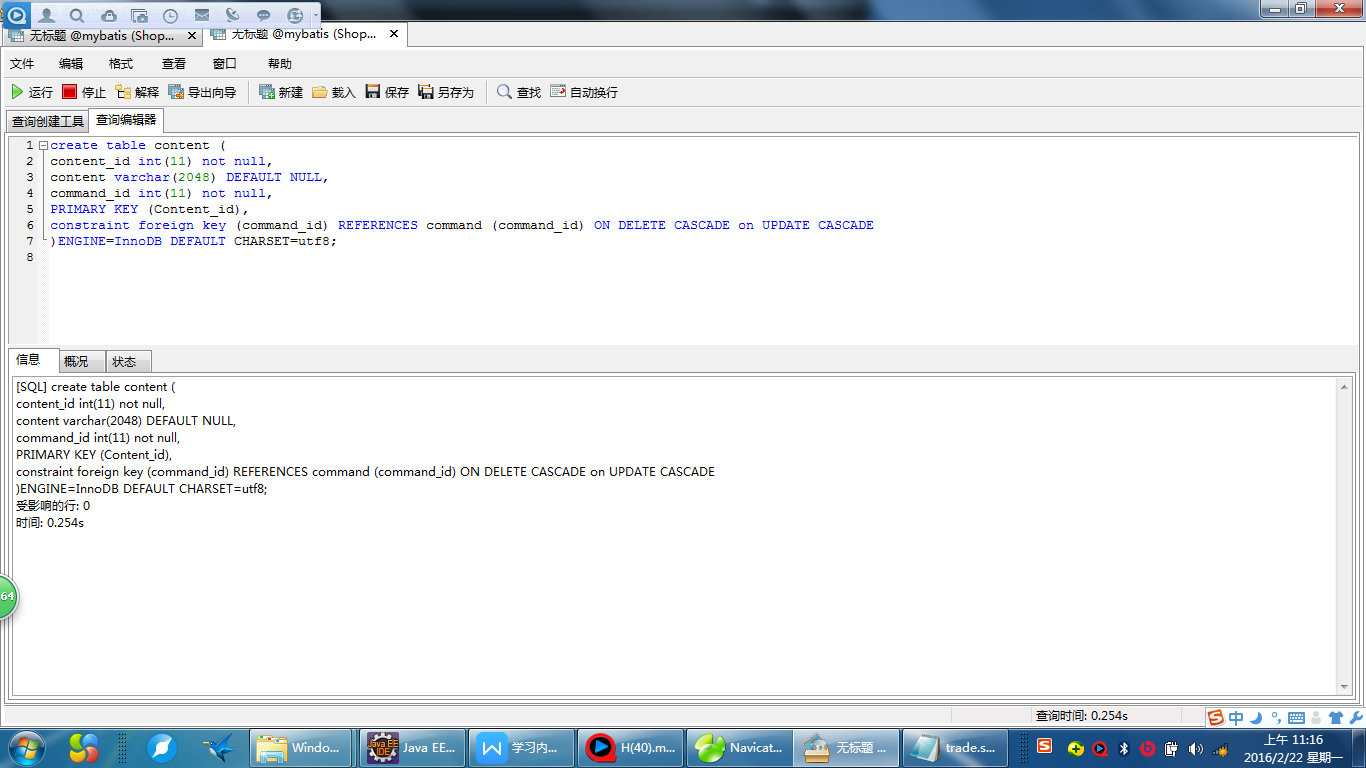 无标题 @mybatis (Shop...
无标题 @mybatis (Shop...
文件 编辑 格式 查看 窗口 帮助
运行 停止 解释 导出向导 新建 载入 保存 另存为 查找 自动换行
查询创建工具 查询编辑器
1 create table content (
2 content_id int(11) not null,
3 content varchar(2048) DEFAULT NULL,
4 command_id int(11) not null,
5 PRIMARY KEY (Content_id),
6 constraint foreign key (command_id) REFERENCES command (command_id) ON DELETE CASCADE on UPDATE CASCADE
7 )ENGINE=InnoDB DEFAULT CHARSET=utf8;
8
信息 概况 状态
[SQL] create table content (
content_id int(11) not null,
content varchar(2048) DEFAULT NULL,
command_id int(11) not null,
PRIMARY KEY (Content_id),
constraint foreign key (command_id) REFERENCES command (command_id) ON DELETE CASCADE on UPDATE CASCADE
)ENGINE=InnoDB DEFAULT CHARSET=utf8;
受影响的行: 0
时间: 0.254s
64
查询时间: 0.254s
中
Windo... Java EE... 学习内... H(40).m... Navicat... 无标题 ... trade.s...
上午 11:16
2016/2/22 星期一